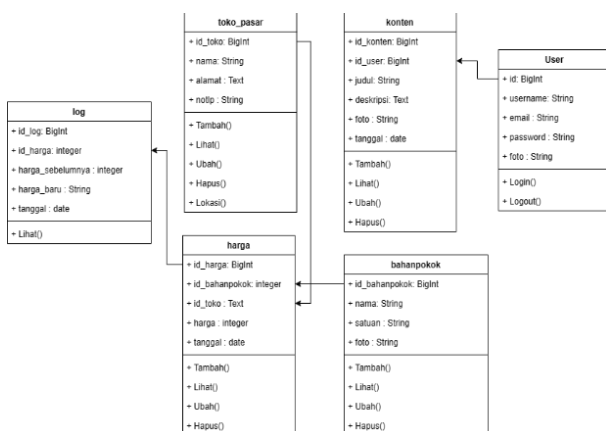 toko_pasar
+ id_toko: BigInt
+ nama: String
+ alamat : Text
+ notlp : String
+ Tambah()
+ Lihat()
+ Ubah()
+ Hapus()
+ Lokasi()
konten
+ id_konten: BigInt
+ id_user: BigInt
+ judul: String
+ deskripsi: Text
+ foto : String
+ tanggal : date
+ Tambah()
+ Lihat()
+ Ubah()
+ Hapus()
User
+ id: BigInt
+ username: String
+ email : String
+ password : String
+ foto : String
+ Login()
+ Logout()
log
+ id_log: BigInt
+ id_harga: integer
+ harga_sebelumnya : integer
+ harga_baru : String
+ tanggal : date
+ Lihat()
harga
+ id_harga: BigInt
+ id_bahanpokok: integer
+ id_toko : Text
+ harga : integer
+ tanggal : date
+ Tambah()
+ Lihat()
+ Ubah()
+ Hapus()
bahanpokok
+ id_bahanpokok: BigInt
+ nama: String
+ satuan : String
+ foto : String
+ Tambah()
+ Lihat()
+ Ubah()
+ Hapus()